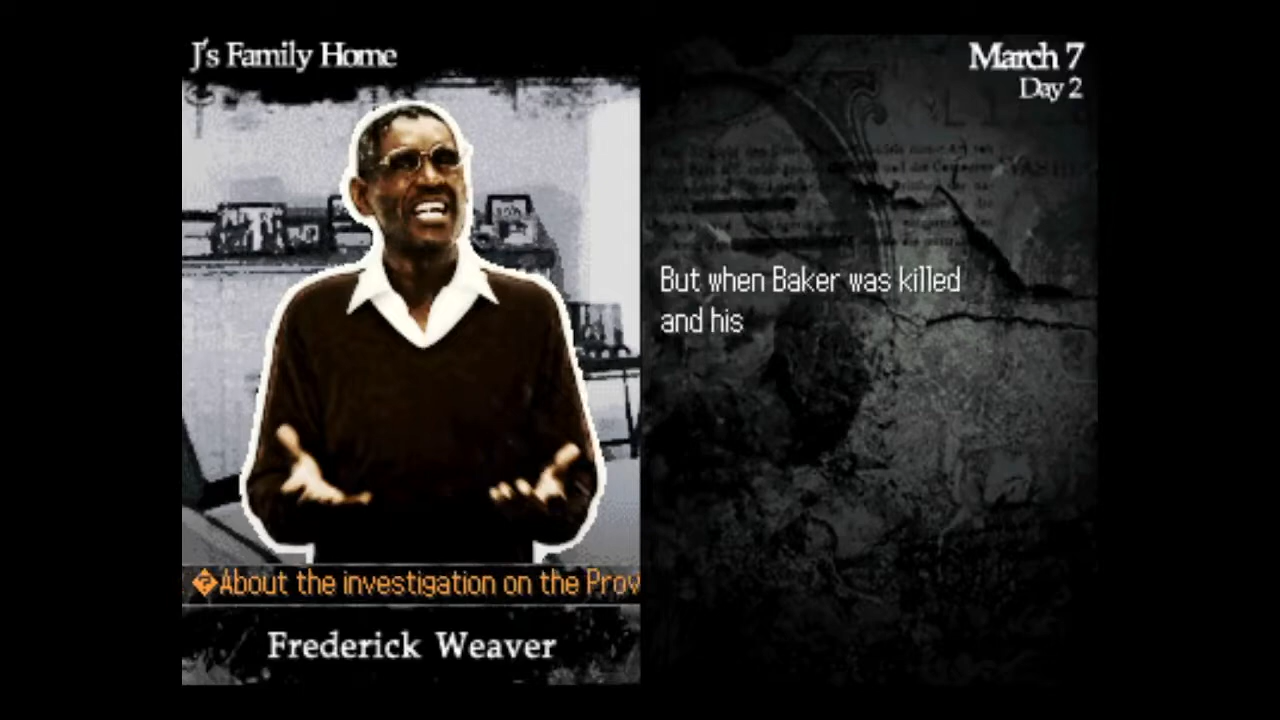 J's Family Home
March 7
Day 2
But when Baker was killed
and his
?About the investigation on the Prov
Frederick Weaver